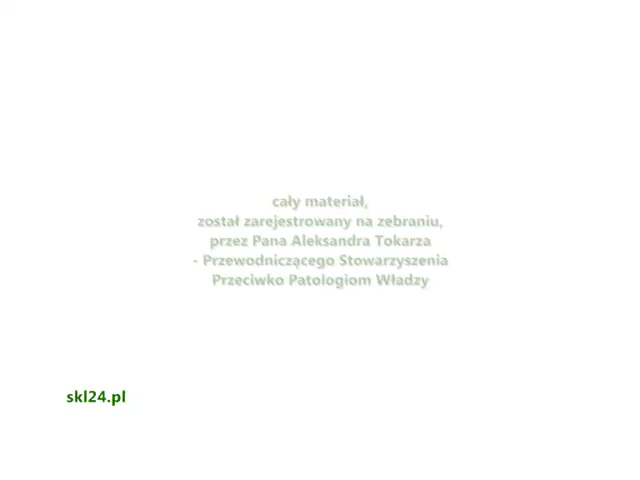 cały materiał,
został zarejestrowany na zebraniu,
przez Pana Aleksandra Tokarza
- Przewodniczącego Stowarzyszenia
Przeciwko Patologiom Władzy
skl24.pl